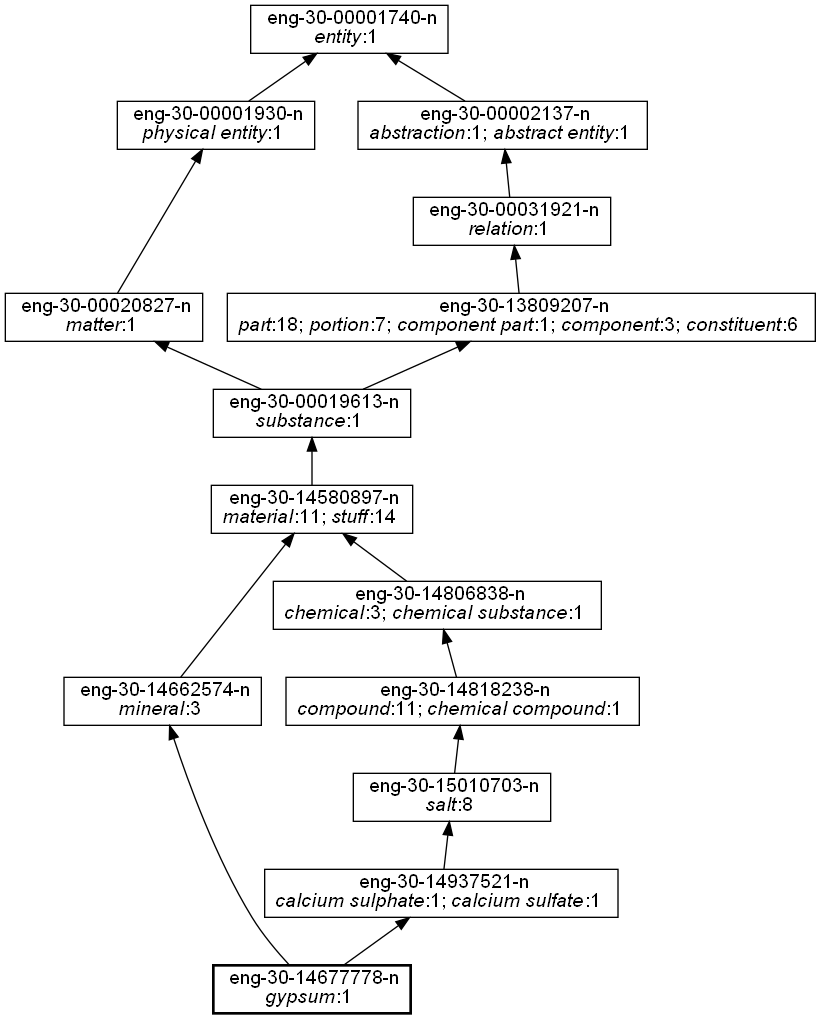 eng-30-00001740-n
entity:1
eng-30-00001930-n
physical entity:1
eng-30-00002137-n
abstraction:1; abstract entity:1
eng-30-00031921-n
relation:1
eng-30-00020827-n
matter:1
eng-30-13809207-n
part:18; portion:7; component part:1; component:3; constituent:6
eng-30-00019613-n
substance:1
eng-30-14580897-n
material:11; stuff:14
eng-30-14806838-n
chemical:3; chemical substance:1
eng-30-14662574-n
mineral:3
eng-30-14818238-n
compound:11; chemical compound:1
eng-30-15010703-n
salt:8
eng-30-14937521-n
calcium sulphate:1; calcium sulfate:1
eng-30-14677778-n
gypsum:1